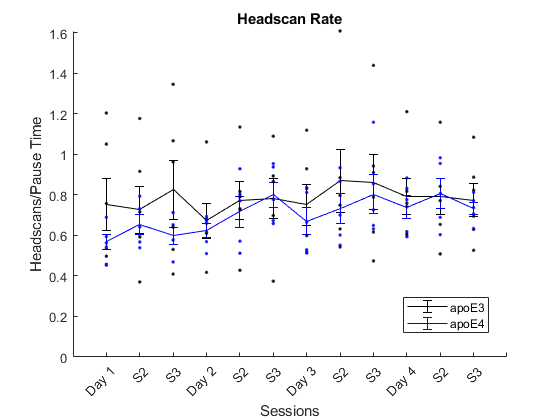 Headscan Rate
1.6
1.4
1.2
1
0.8
0.6
0.4
0.2
0
Headscans/Pause Time
apoE3
apoE4
Day 1 S2 S3 Day 2 S2 S3 Day 3 S2 S3 Day 4 S2 S3
Sessions